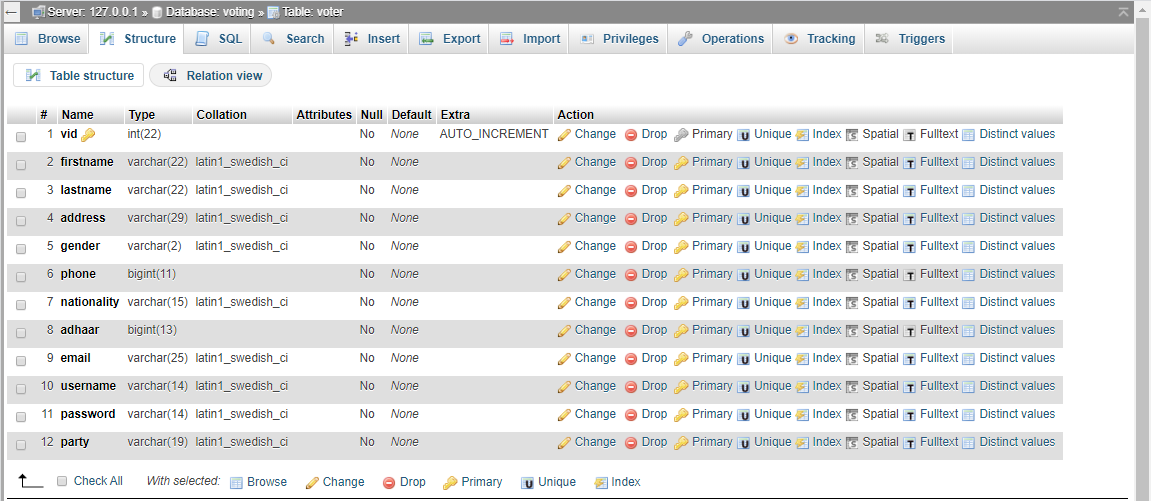 Server: 127.0.0.1 » Database: voting » Table: voter
Browse Structure SQL Search Insert Export Import Privileges Operations Tracking Triggers
Table structure Relation view
# Name Type Collation Attributes Null Default Extra Action
1 vid int(22) No None AUTO_INCREMENT Change Drop Primary Unique Index Spatial Fulltext Distinct values
2 firstname varchar(22) latin1_swedish_ci No None Change Drop Primary Unique Index Spatial Fulltext Distinct values
3 lastname varchar(22) latin1_swedish_ci No None Change Drop Primary Unique Index Spatial Fulltext Distinct values
4 address varchar(29) latin1_swedish_ci No None Change Drop Primary Unique Index Spatial Fulltext Distinct values
5 gender varchar(2) latin1_swedish_ci No None Change Drop Primary Unique Index Spatial Fulltext Distinct values
6 phone bigint(11) No None Change Drop Primary Unique Index Spatial Fulltext Distinct values
7 nationality varchar(15) latin1_swedish_ci No None Change Drop Primary Unique Index Spatial Fulltext Distinct values
8 adhaar bigint(13) No None Change Drop Primary Unique Index Spatial Fulltext Distinct values
9 email varchar(25) latin1_swedish_ci No None Change Drop Primary Unique Index Spatial Fulltext Distinct values
10 username varchar(14) latin1_swedish_ci No None Change Drop Primary Unique Index Spatial Fulltext Distinct values
11 password varchar(14) latin1_swedish_ci No None Change Drop Primary Unique Index Spatial Fulltext Distinct values
12 party varchar(19) latin1_swedish_ci No None Change Drop Primary Unique Index Spatial Fulltext Distinct values
Check All With selected: Browse Change Drop Primary Unique Index